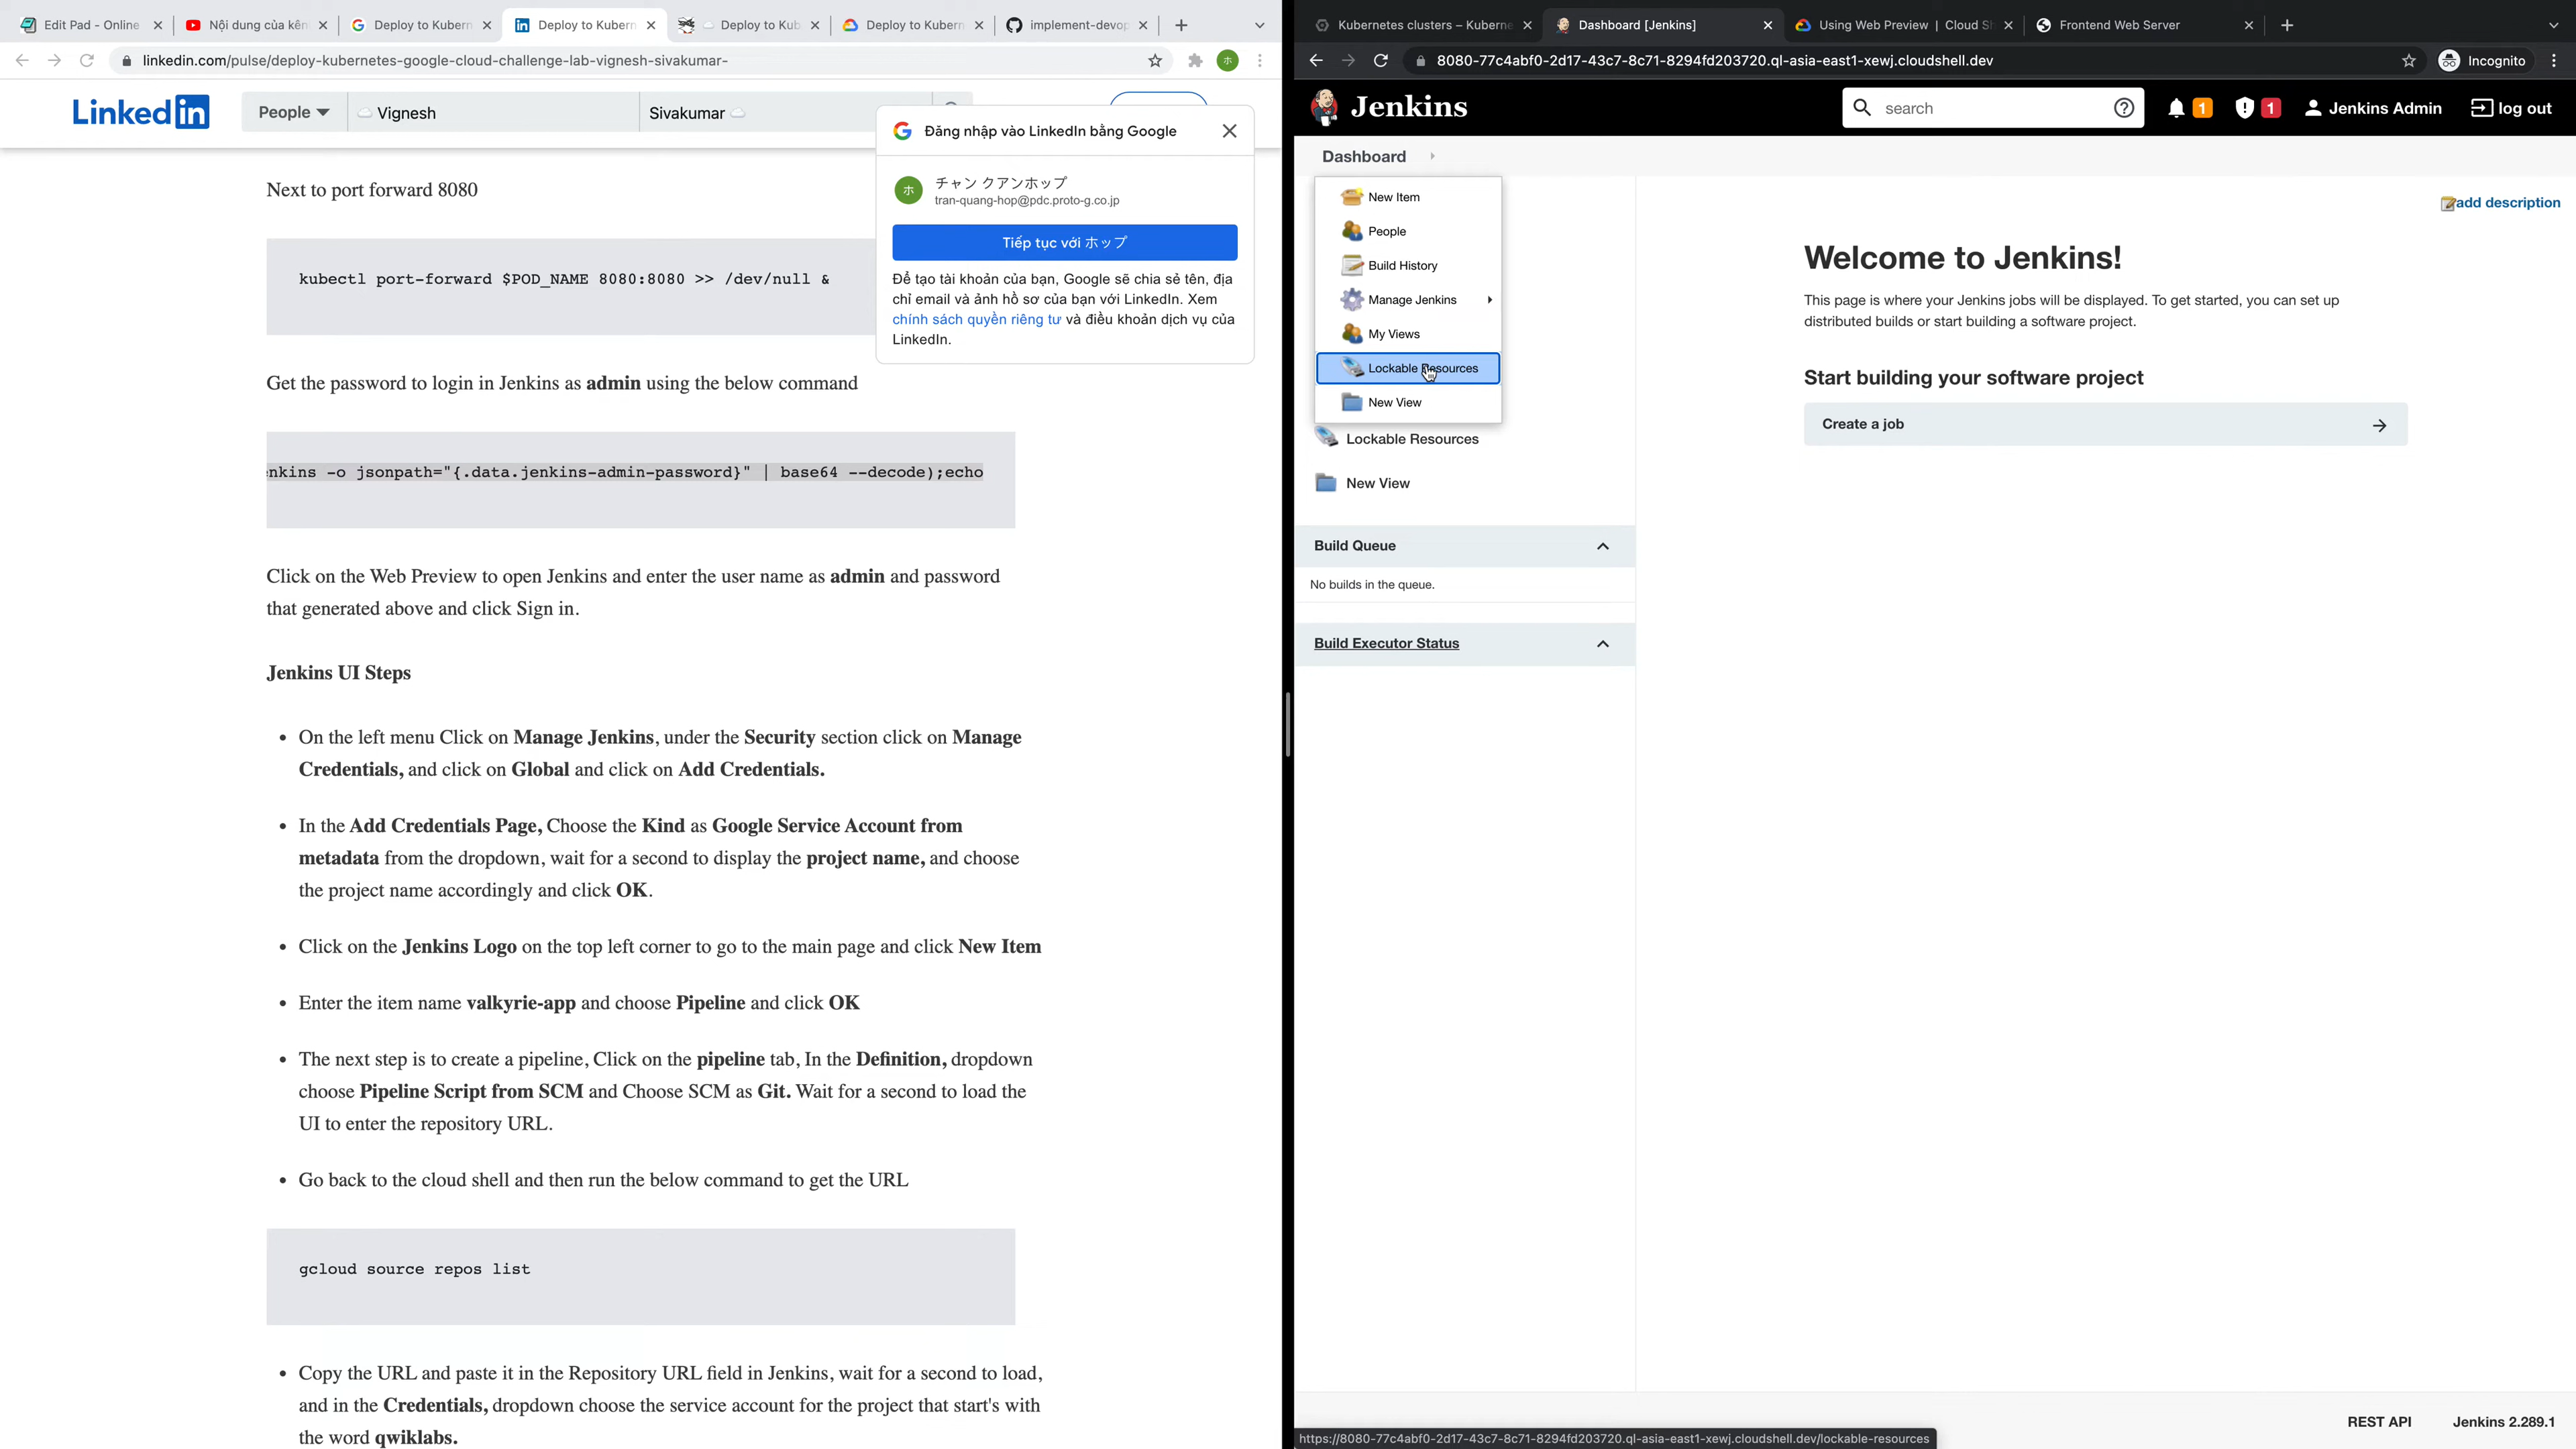 Edit Pad - Online
Nội dung của kên
Deploy to Kubern
Deploy to Kubern
Deploy to Kub
Deploy to Kubern
implement-devop
linkedin.com/pulse/deploy-kubernetes-google-cloud-challenge-lab-vignesh-sivakumar-
ホ
Linked in
People
Vignesh
Sivakumar
Đăng nhập vào LinkedIn bằng Google
ホ
チャン クアンホップ
tran-quang-hop@pdc.proto-g.co.jp
Tiếp tục với ホップ
Để tạo tài khoản của bạn, Google sẽ chia sẻ tên, địa
chỉ email và ảnh hồ sơ của bạn với LinkedIn. Xem
chính sách quyền riêng tư và điều khoản dịch vụ của
LinkedIn.
Next to port forward 8080
kubectl port-forward $POD_NAME 8080:8080 >> /dev/null &
Get the password to login in Jenkins as admin using the below command
nkins -o jsonpath="{.data.jenkins-admin-password}" | base64 --decode);echo
Click on the Web Preview to open Jenkins and enter the user name as admin and password
that generated above and click Sign in.
Jenkins UI Steps
• On the left menu Click on Manage Jenkins, under the Security section click on Manage
Credentials, and click on Global and click on Add Credentials.
• In the Add Credentials Page, Choose the Kind as Google Service Account from
metadata from the dropdown, wait for a second to display the project name, and choose
the project name accordingly and click OK.
• Click on the Jenkins Logo on the top left corner to go to the main page and click New Item
• Enter the item name valkyrie-app and choose Pipeline and click OK
• The next step is to create a pipeline, Click on the pipeline tab, In the Definition, dropdown
choose Pipeline Script from SCM and Choose SCM as Git. Wait for a second to load the
UI to enter the repository URL.
• Go back to the cloud shell and then run the below command to get the URL
gcloud source repos list
• Copy the URL and paste it in the Repository URL field in Jenkins, wait for a second to load,
and in the Credentials, dropdown choose the service account for the project that start's with
the word qwiklabs.
Kubernetes clusters – Kuberne
Dashboard [Jenkins]
Using Web Preview | Cloud Sh
Frontend Web Server
8080-77c4abf0-2d17-43c7-8c71-8294fd203720.ql-asia-east1-xewj.cloudshell.dev
Incognito
Jenkins
search
1
1
Jenkins Admin
log out
Dashboard
New Item
People
Build History
Manage Jenkins
My Views
Lockable Resources
New View
Lockable Resources
New View
Build Queue
No builds in the queue.
Build Executor Status
add description
Welcome to Jenkins!
This page is where your Jenkins jobs will be displayed. To get started, you can set up
distributed builds or start building a software project.
Start building your software project
Create a job
REST API
Jenkins 2.289.1
https://8080-77c4abf0-2d17-43c7-8c71-8294fd203720.ql-asia-east1-xewj.cloudshell.dev/lockable-resources